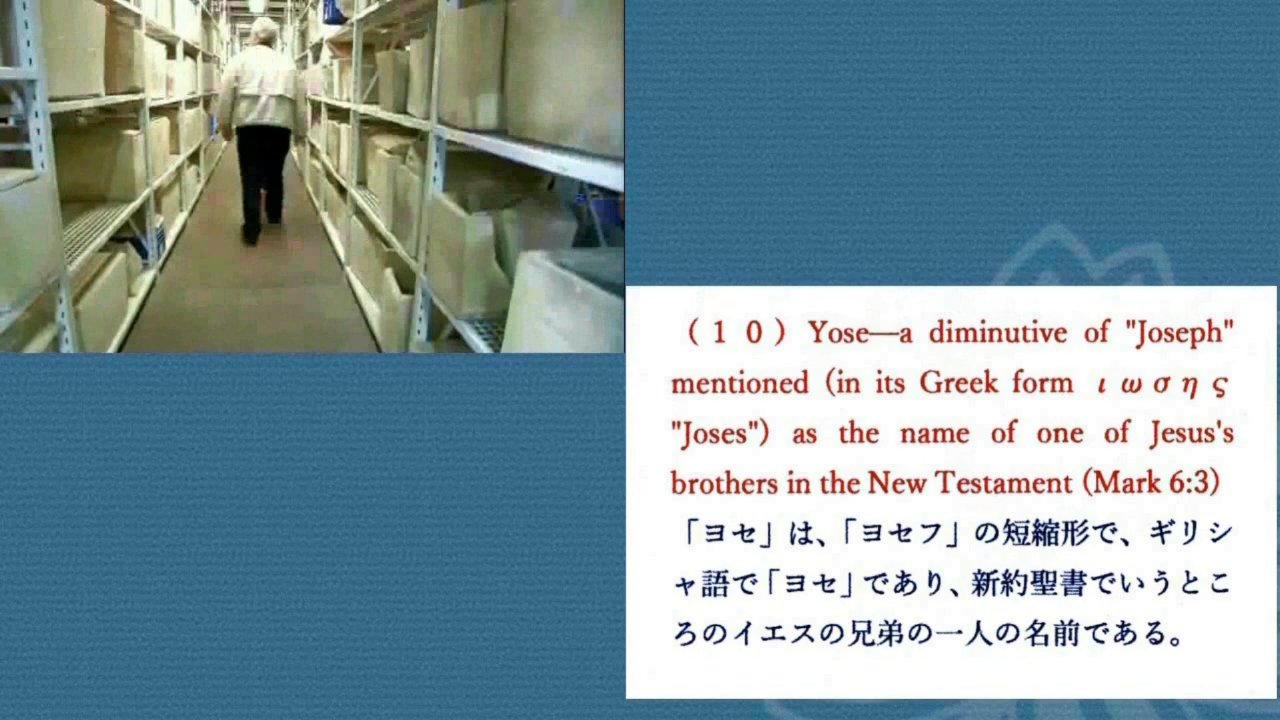 （１０）Yose—a diminutive of "Joseph"
mentioned (in its Greek form ιωσης
"Joses") as the name of one of Jesus's
brothers in the New Testament (Mark 6:3)
「ヨセ」は、「ヨセフ」の短縮形で、ギリシ
ャ語で「ヨセ」であり、新約聖書でいうとこ
ろのイエスの兄弟の一人の名前である。